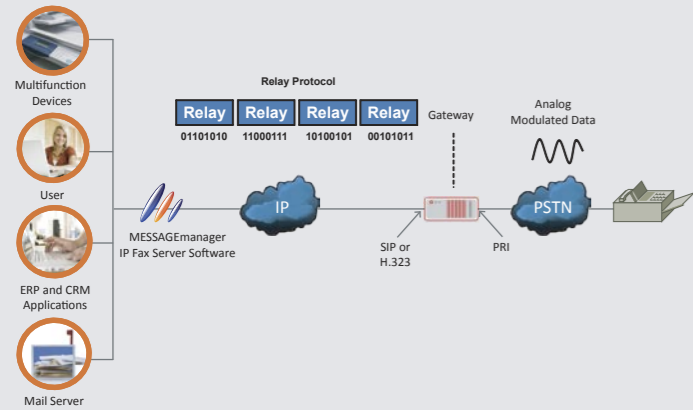 Multifunction
Devices
User
ERP and CRM
Applications
Mail Server
MESSAGEmanager
IP Fax Server Software
Relay Protocol
Relay Relay Relay Relay
01101010 11000111 10100101 00101011
IP
Gateway
SIP or
H.323
PRI
Analog
Modulated Data
PSTN